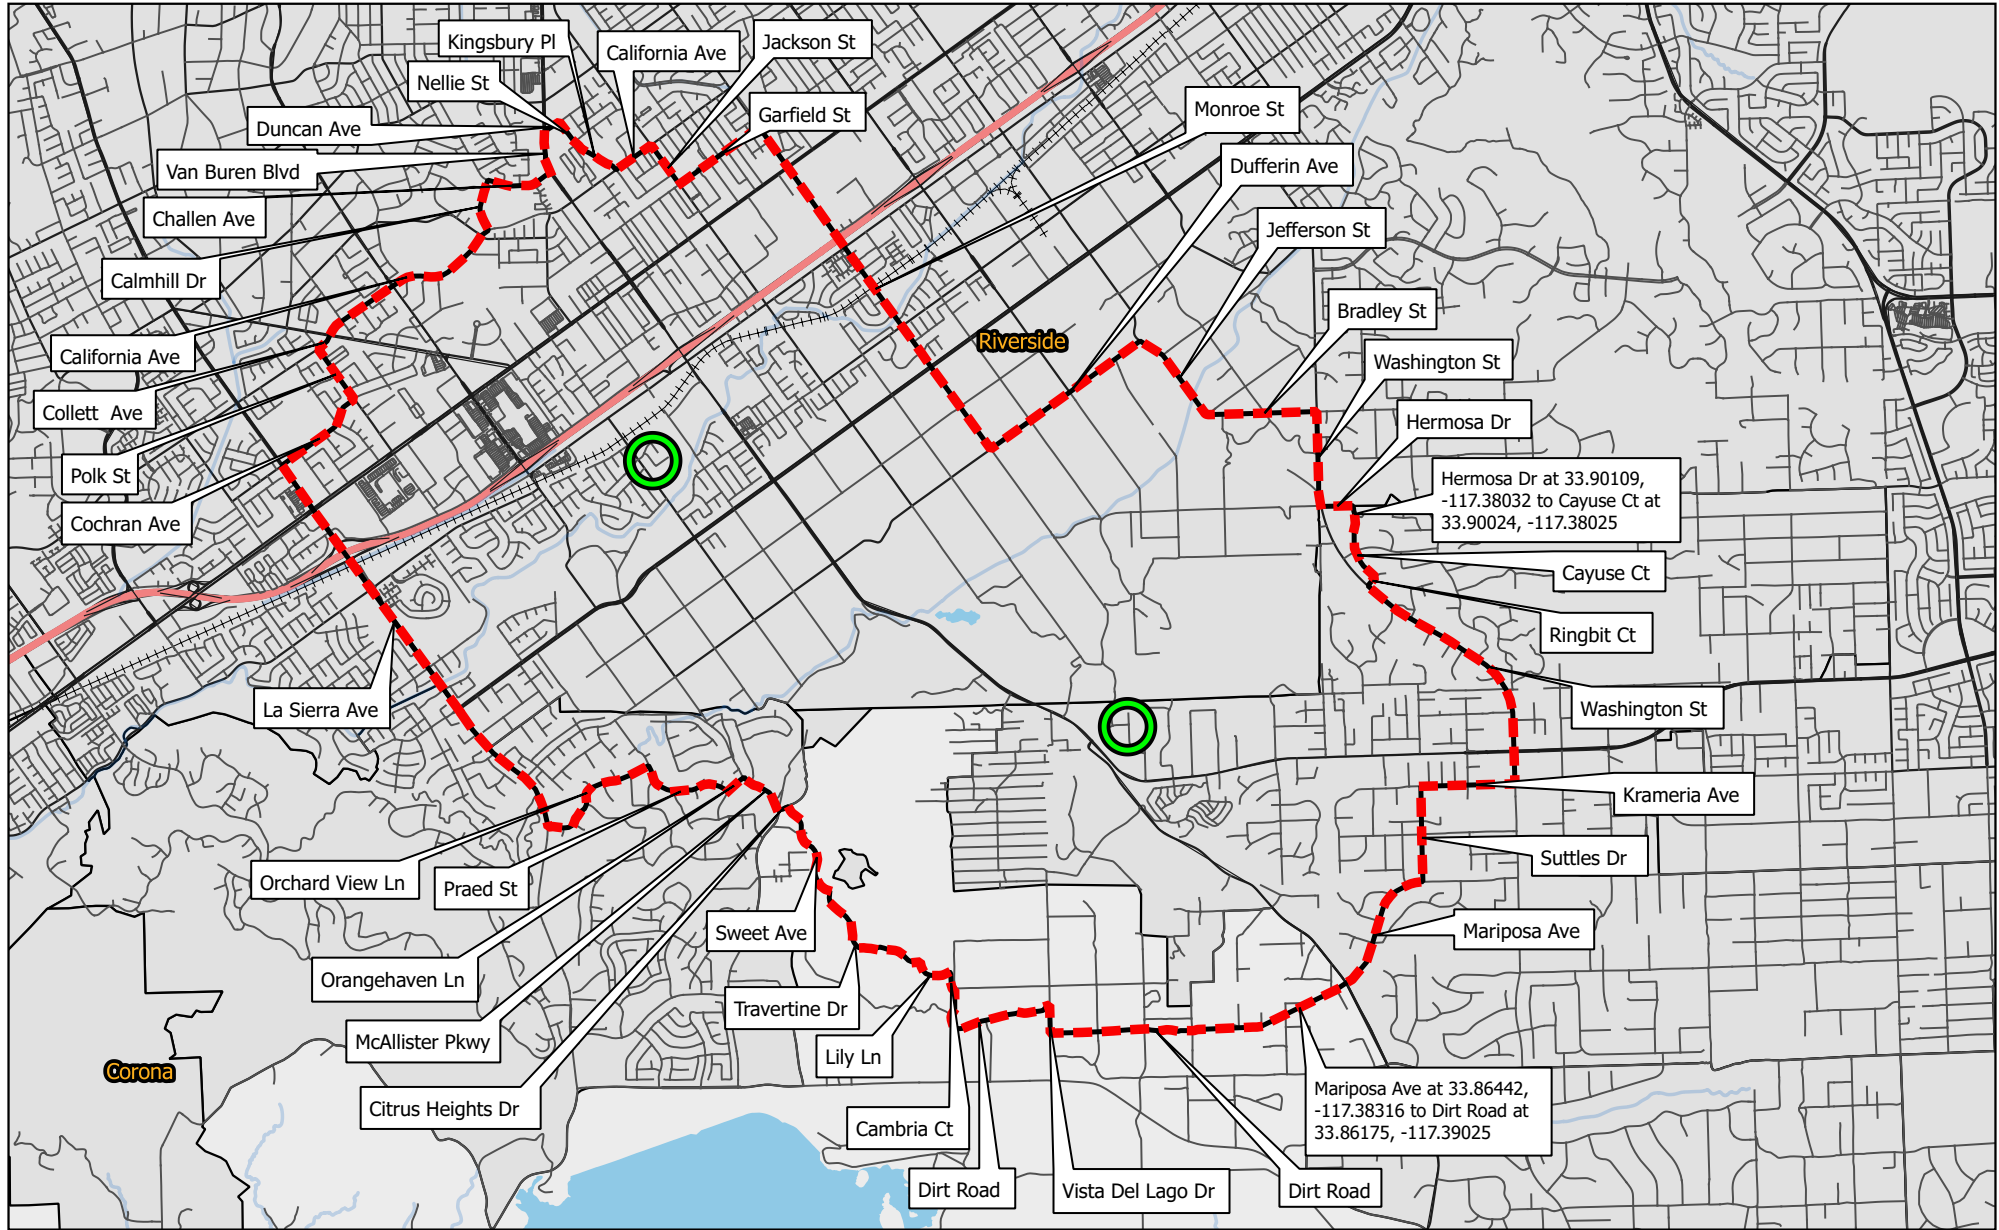 Kingsbury Pl
California Ave
Jackson St
Nellie St
Garfield St
Monroe St
Duncan Ave
Dufferin Ave
Van Buren Blvd
Challen Ave
Jefferson St
Calmhill Dr
Bradley St
Riverside
California Ave
Washington St
Collett  Ave
Hermosa Dr
Polk St
Hermosa Dr at 33.90109,
-117.38032 to Cayuse Ct at
33.90024, -117.38025
Cochran Ave
Cayuse Ct
Ringbit Ct
La Sierra Ave
Washington St
Krameria Ave
Suttles Dr
Orchard View Ln
Praed St
Sweet Ave
Mariposa Ave
Orangehaven Ln
Travertine Dr
McAllister Pkwy
Lily Ln
Corona
Citrus Heights Dr
Mariposa Ave at 33.86442,
-117.38316 to Dirt Road at
33.86175, -117.39025
Cambria Ct
Dirt Road
Vista Del Lago Dr
Dirt Road